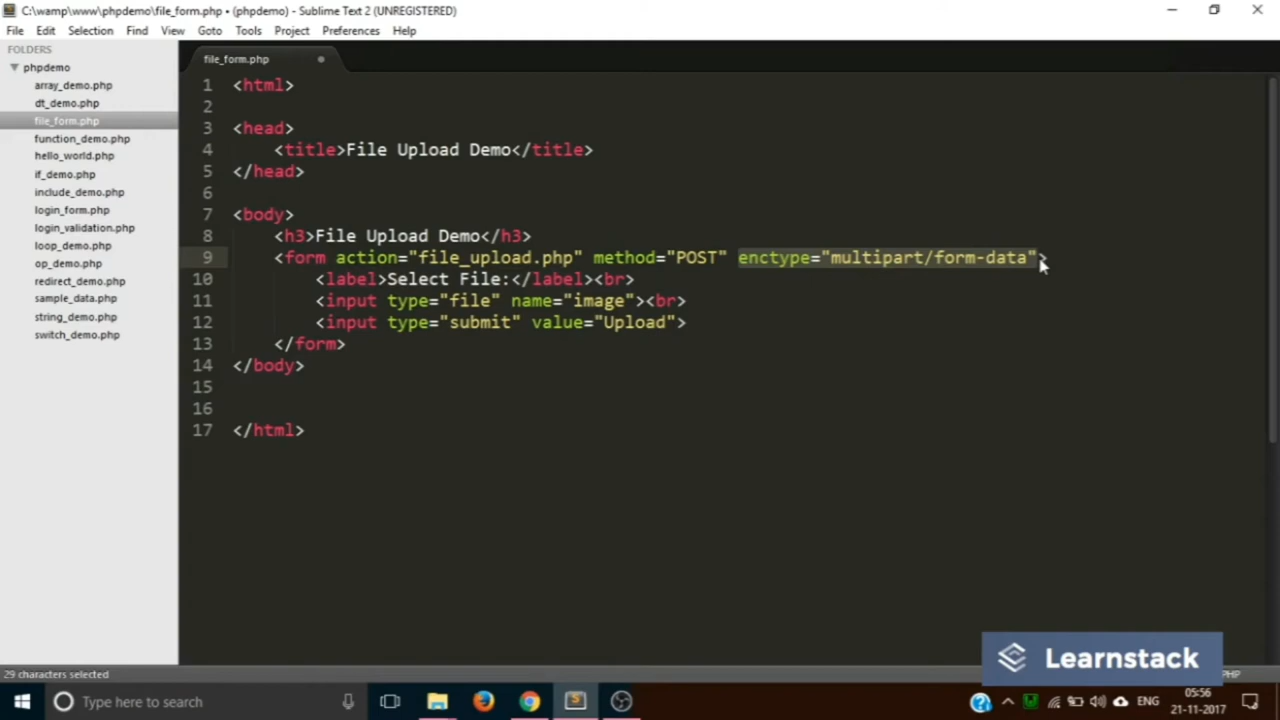 C:\wamp\www\phpdemo\file_form.php • (phpdemo) - Sublime Text 2 (UNREGISTERED)
File Edit Selection Find View Goto Tools Project Preferences Help
FOLDERS
phpdemo
array_demo.php
dt_demo.php
file_form.php
function_demo.php
hello_world.php
if_demo.php
include_demo.php
login_form.php
login_validation.php
loop_demo.php
op_demo.php
redirect_demo.php
sample_data.php
string_demo.php
switch_demo.php
file_form.php
1 <html>
2
3 <head>
4 <title>File Upload Demo</title>
5 </head>
6
7 <body>
8 <h3>File Upload Demo</h3>
9 <form action="file_upload.php" method="POST" enctype="multipart/form-data">
10 <label>Select File:</label><br>
11 <input type="file" name="image"><br>
12 <input type="submit" value="Upload">
13 </form>
14 </body>
15
16
17 </html>
Learnstack
29 characters selected
PHP
Type here to search
ENG
05:56
21-11-2017